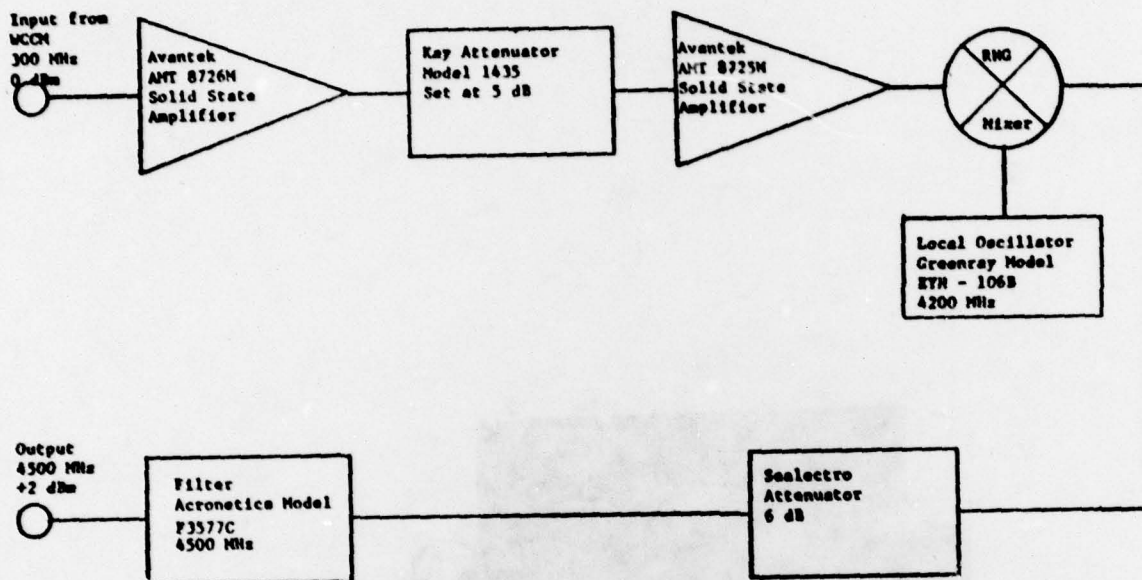 Input from
WCCM
300 MHz
0 dBm
Avantek
AMT 8726M
Solid State
Amplifier
Kay Attenuator
Model 1435
Set at 5 dB
Avantek
AMT 8725M
Solid State
Amplifier
RHG
Mixer
Local Oscillator
Greenray Model
EYM - 106B
4200 MHz
Output
4500 MHz
+2 dBm
Filter
Acronetics Model
F3577C
4500 MHz
Sealectro
Attenuator
6 dB